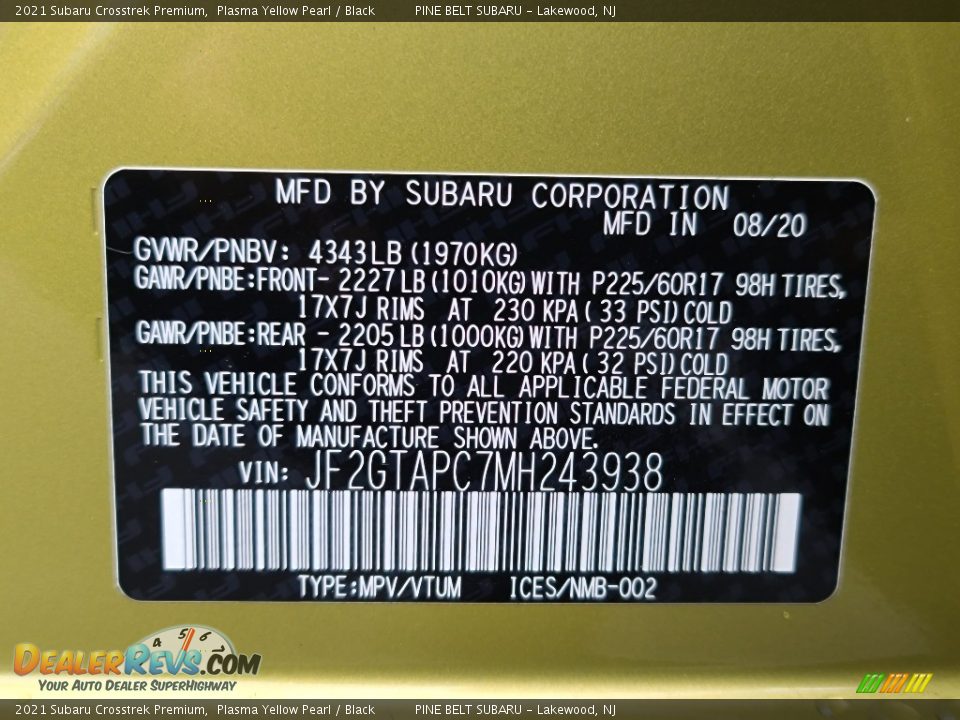 2021 Subaru Crosstrek Premium, Plasma Yellow Pearl / Black PINE BELT SUBARU - Lakewood, NJ
MFD BY SUBARU CORPORATION
MFD IN 08/20
GVWR/PNBV: 4343LB (1970KG)
GAWR/PNBE:FRONT- 2227 LB (1010KG) WITH P225/60R17 98H TIRES,
17X7J RIMS AT 230 KPA ( 33 PSI) COLD
GAWR/PNBE:REAR - 2205 LB (1000KG) WITH P225/60R17 98H TIRES,
17X7J RIMS AT 220 KPA ( 32 PSI) COLD
THIS VEHICLE CONFORMS TO ALL APPLICABLE FEDERAL MOTOR
VEHICLE SAFETY AND THEFT PREVENTION STANDARDS IN EFFECT ON
THE DATE OF MANUFACTURE SHOWN ABOVE.
VIN: JF2GTAPC7MH243938
TYPE:MPV/VTUM ICES/NMB-002
4 5 6
DEALERREVS.COM
YOUR AUTO DEALER SUPERHIGHWAY
2021 Subaru Crosstrek Premium, Plasma Yellow Pearl / Black PINE BELT SUBARU - Lakewood, NJ